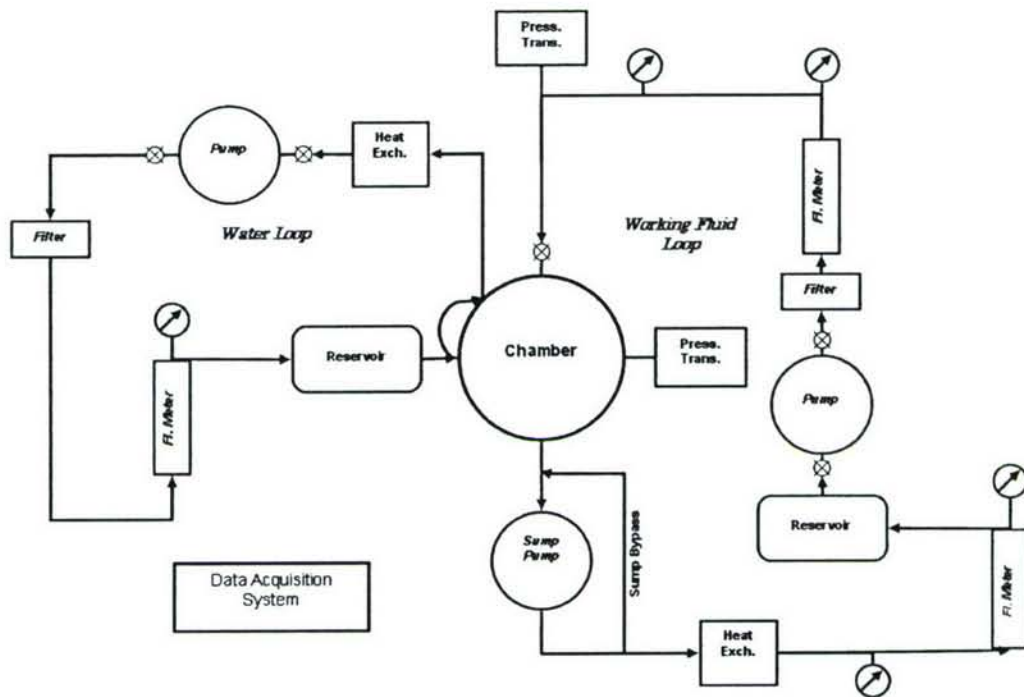 Press.
Trans.
Pump
Heat
Exch.
Filter
Water Loop
Working Fluid
Loop
Fl. Meter
Filter
Reservoir
Chamber
Press.
Trans.
Fl. Meter
Pump
Reservoir
Sump
Pump
Sump Bypass
Data Acquisition
System
Heat
Exch.
Fl. Meter